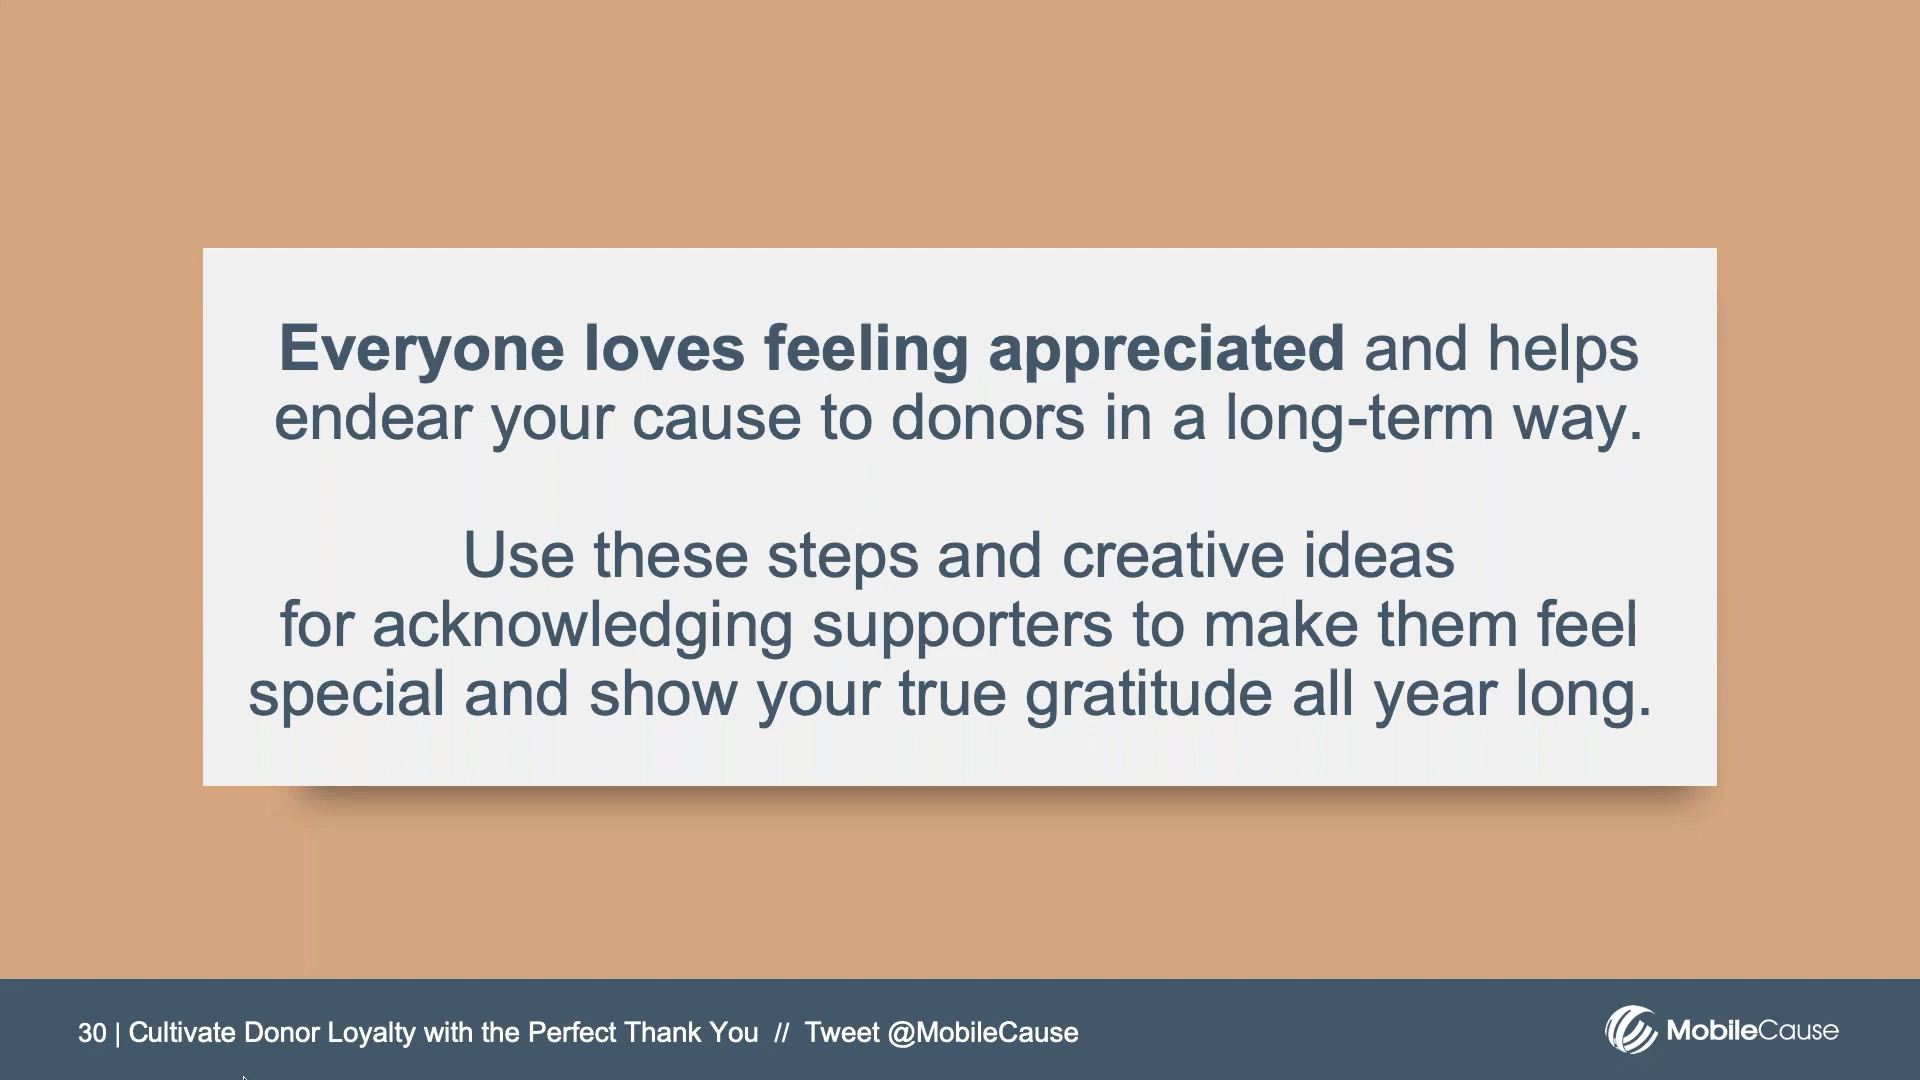 Everyone loves feeling appreciated and helps
endear your cause to donors in a long-term way.
Use these steps and creative ideas
for acknowledging supporters to make them feel
special and show your true gratitude all year long.
30 | Cultivate Donor Loyalty with the Perfect Thank You // Tweet @MobileCause
MobileCause